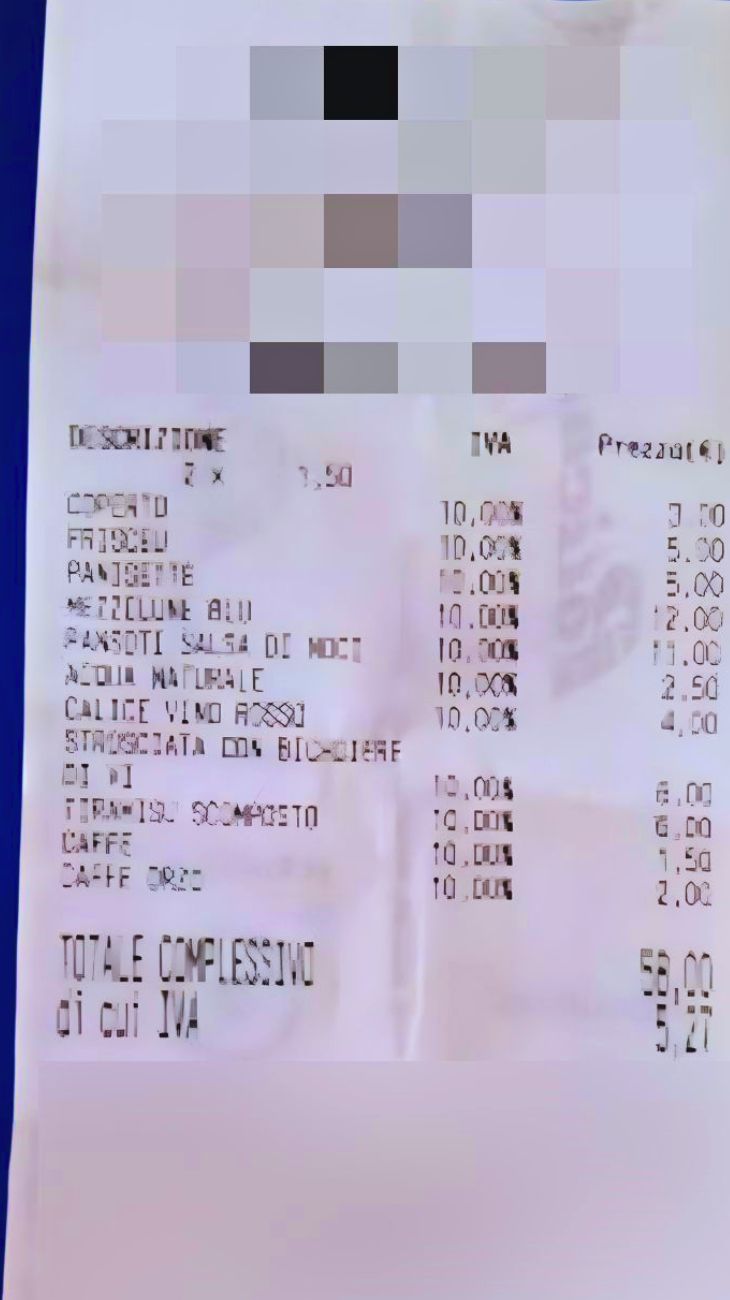 DESCRIZIONE IVA Prezzo(€)
2 x 1,50
COPERTO 10,00% 3,00
FRISCEU 10,00% 5,00
PANISETTE 10,00% 5,00
MEZZELUNE BLU 10,00% 12,00
PANSOTI SALSA DI NOCI 10,00% 11,00
ACQUA NATURALE 10,00% 2,50
CALICE VINO ROSSO 10,00% 4,00
CON BICCHIERE
DI 10,00% 6,00
TIRAMISU SCOMPOSTO 10,00% 6,00
CAFFE 10,00% 1,50
CAFFE ORZO 10,00% 2,00
TOTALE COMPLESSIVO 58,00
di cui IVA 5,27